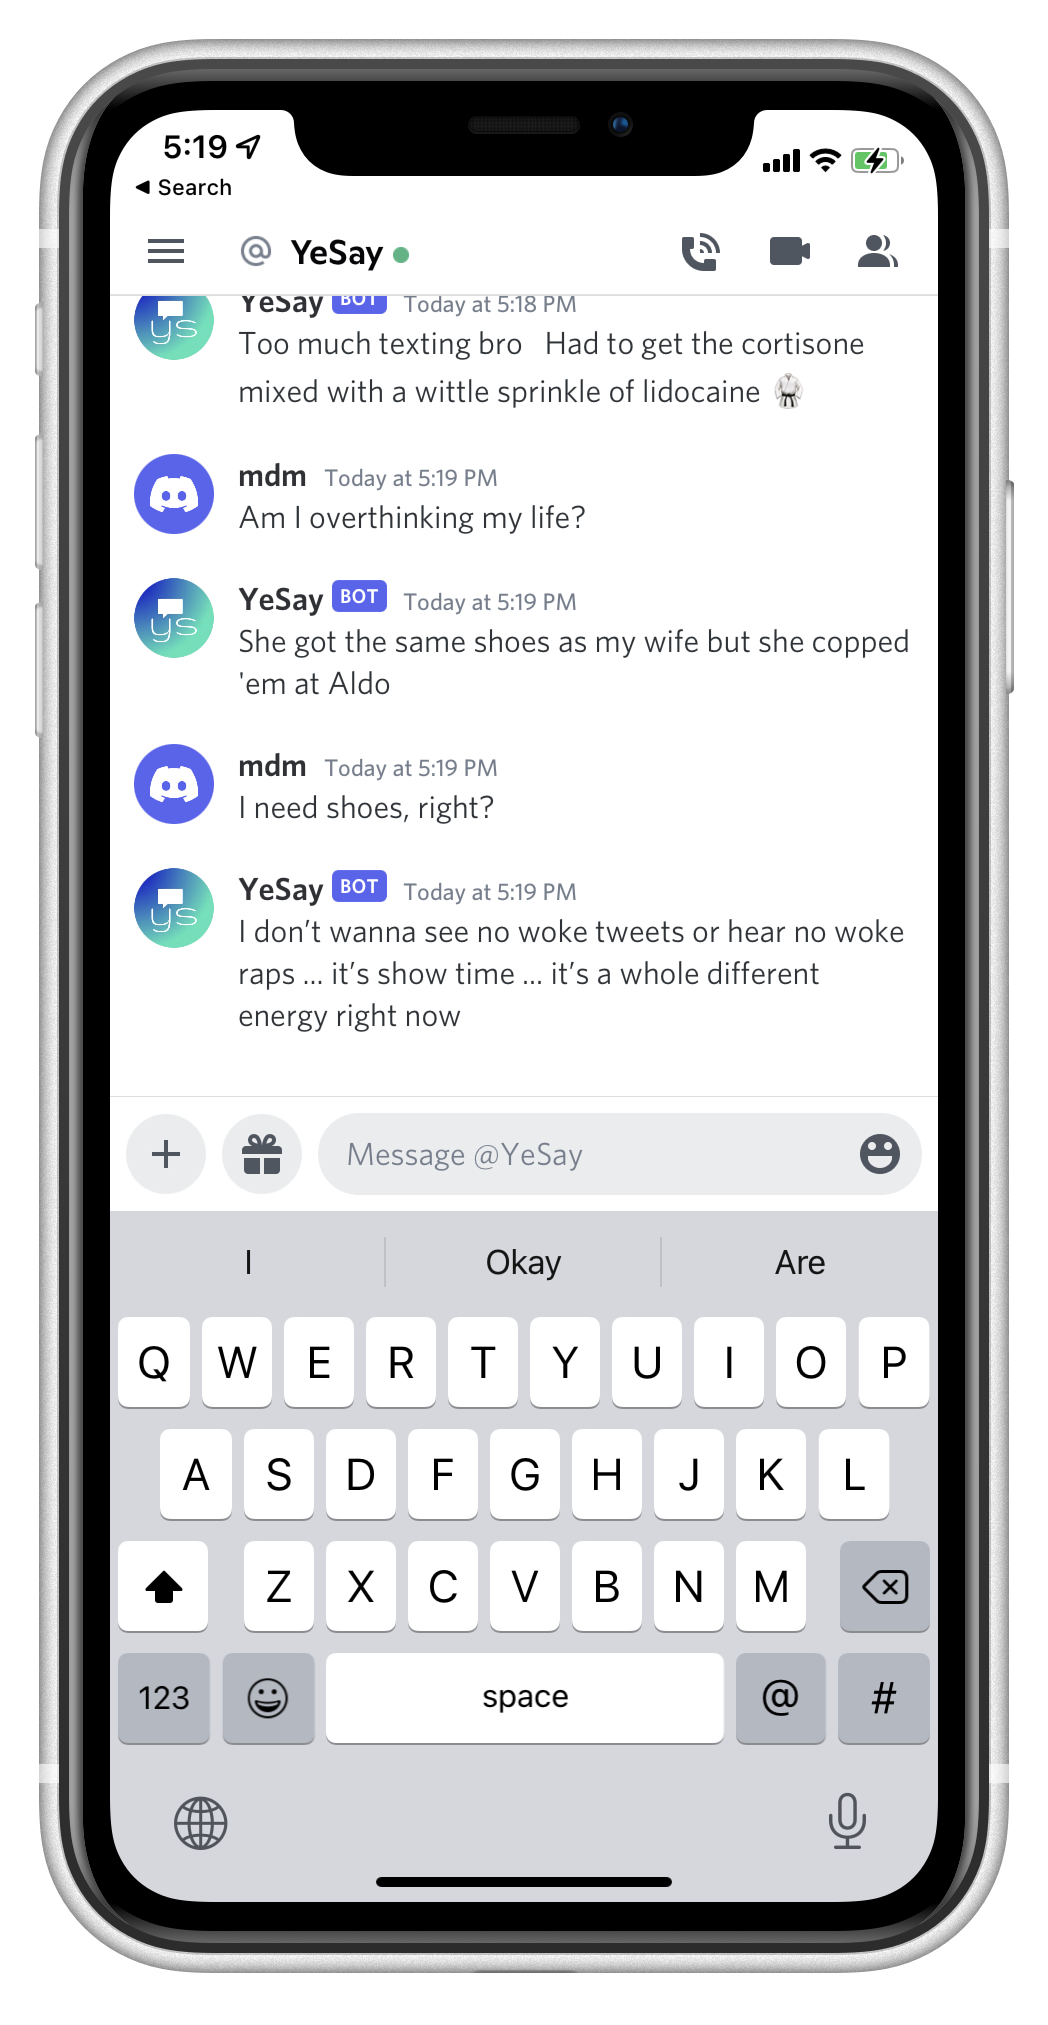 5:19
◀ Search
@ YeSay
YeSay BOT Today at 5:18 PM
ys
Too much texting bro Had to get the cortisone
mixed with a wittle sprinkle of lidocaine 🥋
mdm Today at 5:19 PM
Am I overthinking my life?
YeSay BOT Today at 5:19 PM
ys
She got the same shoes as my wife but she copped
'em at Aldo
mdm Today at 5:19 PM
I need shoes, right?
YeSay BOT Today at 5:19 PM
ys
I don’t wanna see no woke tweets or hear no woke
raps ... it’s show time ... it’s a whole different
energy right now
Message @YeSay
I Okay Are
Q W E R T Y U I O P
A S D F G H J K L
Z X C V B N M
123 space @ #